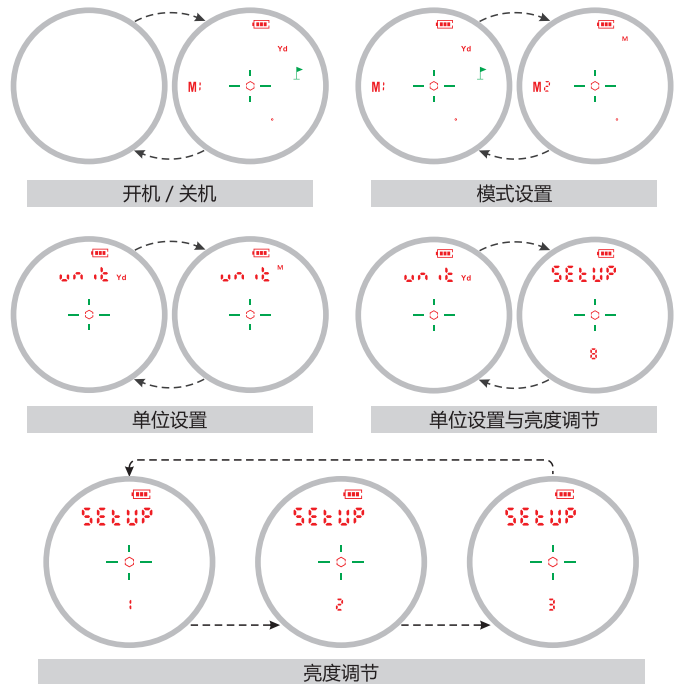 Yd Yd M
M1 M1 M2
开机 / 关机 模式设置
unit Yd unit M unit Yd SEtUP
8
单位设置 单位设置与亮度调节
SEtUP SEtUP SEtUP
1 2 3
亮度调节